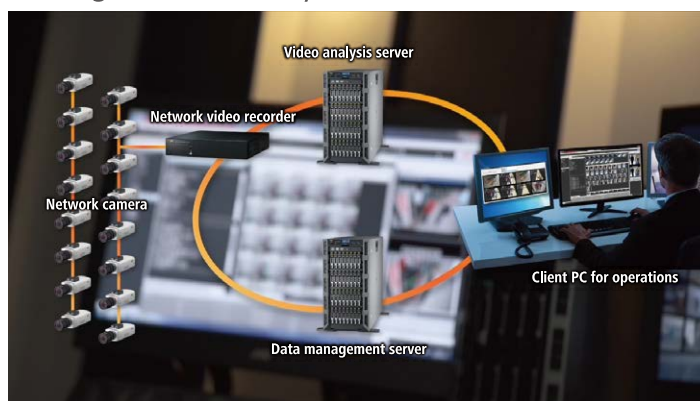 Video analysis server
Network video recorder
Network camera
Client PC for operations
Data management server